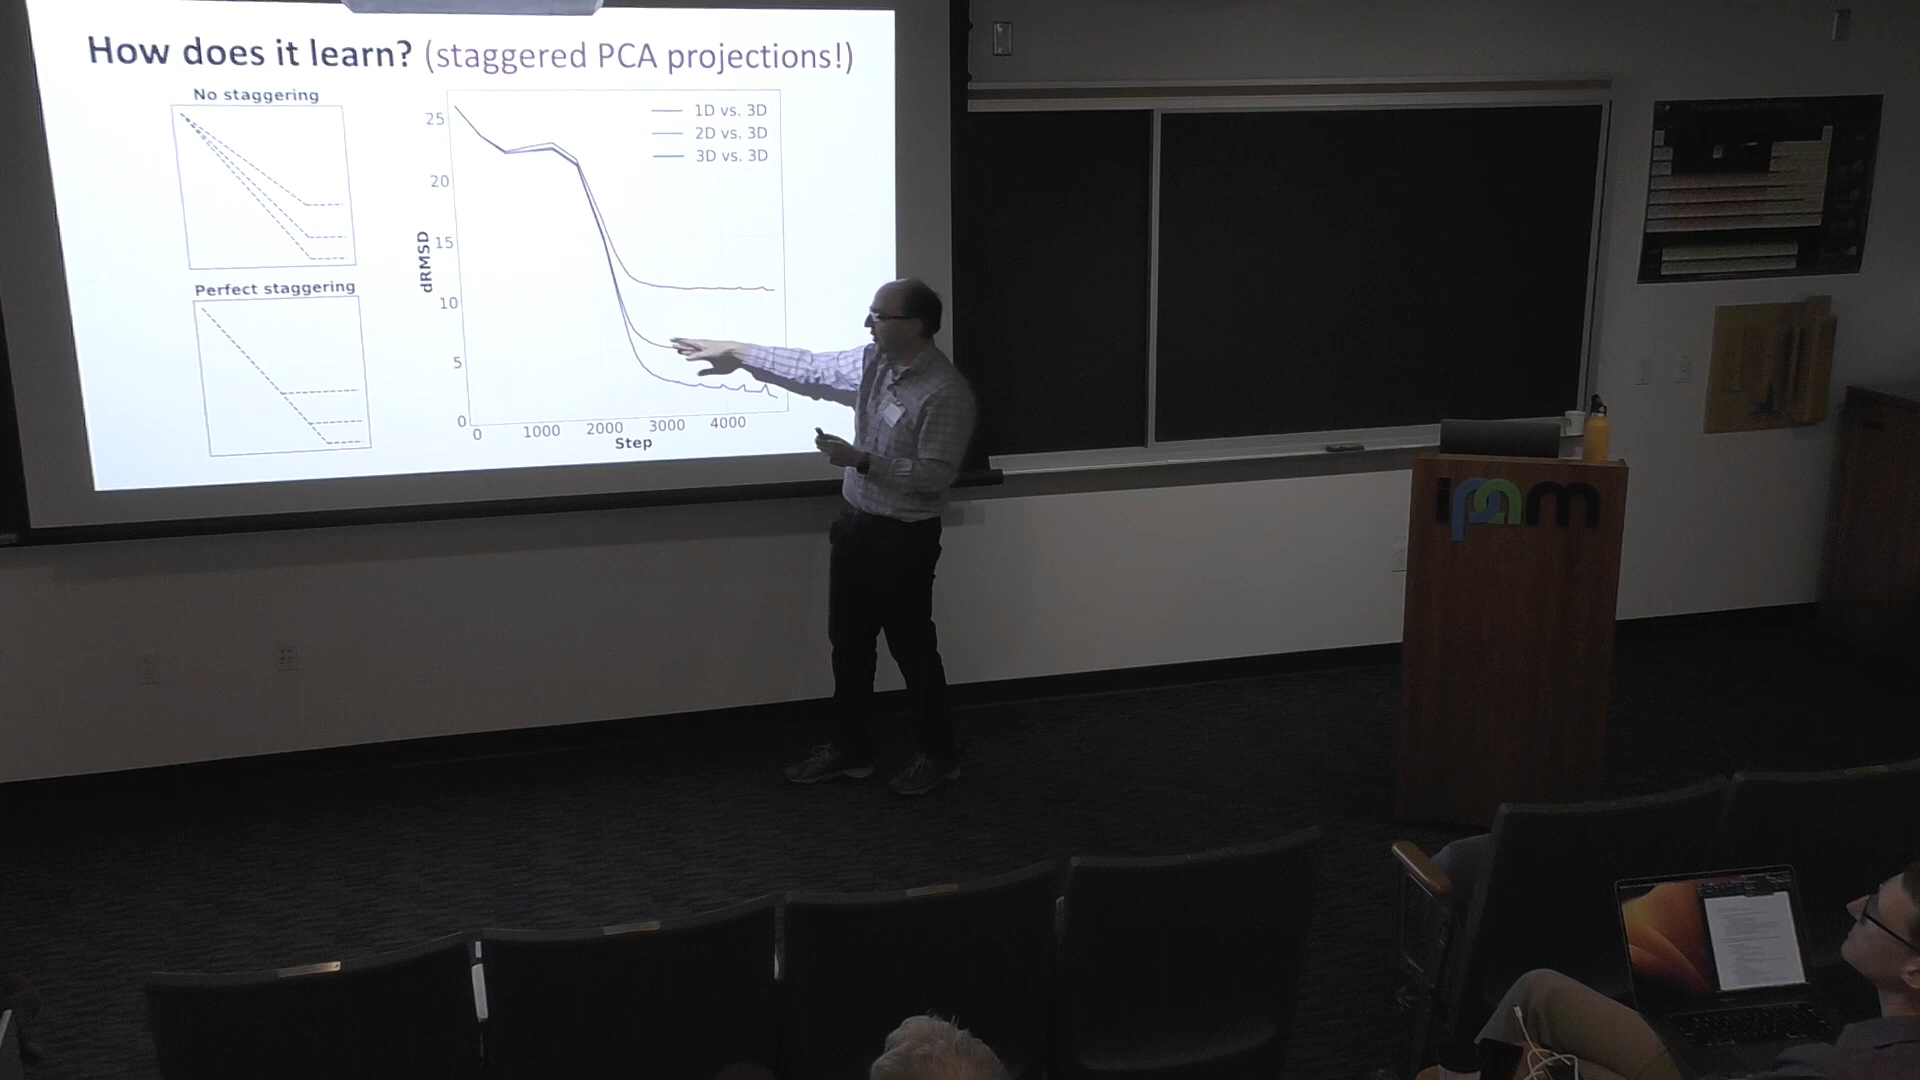 How does it learn? (staggered PCA projections!)
No staggering
Perfect staggering
25
20
15
10
5
0
dRMSD
0 1000 2000 3000 4000
Step
1D vs. 3D
2D vs. 3D
3D vs. 3D
ipam